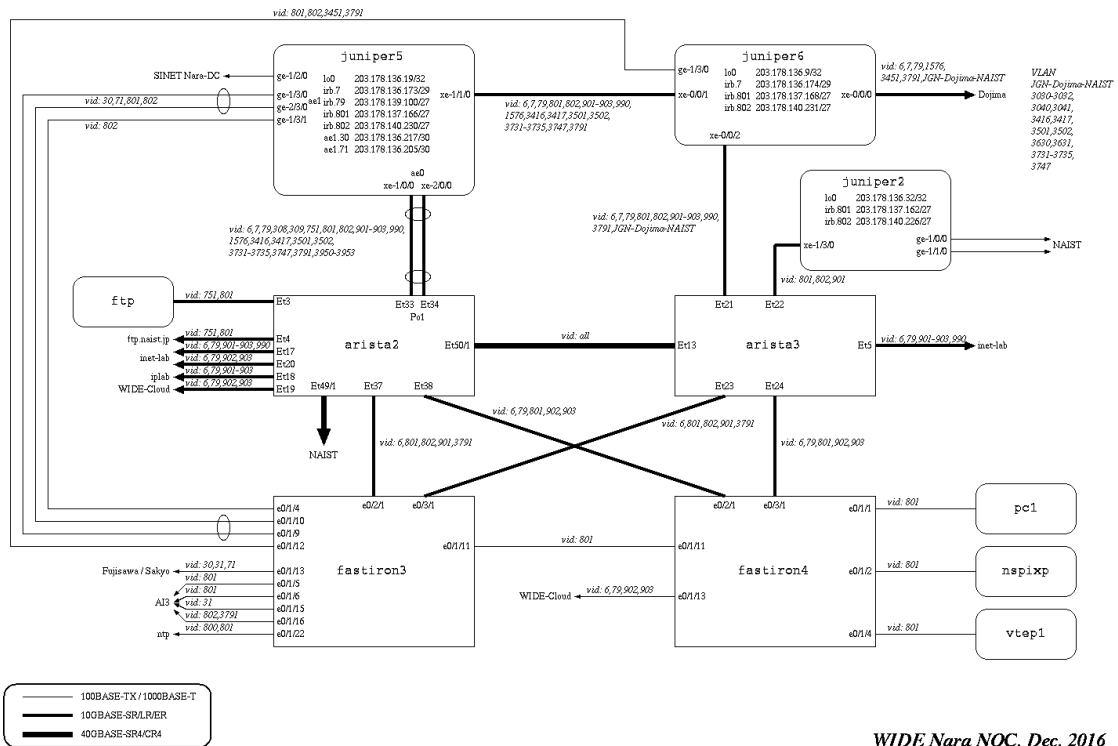 vid: 801,802,3451,3791
juniper5
SINET Nara-DC
ge-1/2/0
ge-1/3/0
ge-2/3/0
ge-1/3/1
ae1
lo0 203.178.136.19/32
irb.7 203.178.136.173/29
irb.79 203.178.139.100/27
irb.801 203.178.137.166/27
irb.802 203.178.140.230/27
ae1.30 203.178.136.217/30
ae1.71 203.178.136.205/30
xe-1/1/0
ae0
xe-1/0/0 xe-2/0/0
vid: 30,71,801,802
vid: 802
vid: 6,7,79,801,802,901-903,990,
1576,3416,3417,3501,3502,
3731-3735,3747,3791
juniper6
ge-1/3/0
xe-0/0/1
lo0 203.178.136.9/32
irb.7 203.178.136.174/29
irb.801 203.178.137.168/27
irb.802 203.178.140.231/27
xe-0/0/0
xe-0/0/2
vid: 6,7,79,1576,
3451,3791,JGN-Dojima-NAIST
Dojima
VLAN
JGN-Dojima-NAIST
3030-3032,
3040,3041,
3416,3417,
3501,3502,
3630,3631,
3731-3735,
3747
juniper2
lo0 203.178.136.32/32
irb.801 203.178.137.162/27
irb.802 203.178.140.226/27
xe-1/3/0
ge-1/0/0
ge-1/1/0
NAIST
vid: 6,7,79,308,309,751,801,802,901-903,990,
1576,3416,3417,3501,3502,
3731-3735,3747,3791,3950-3953
vid: 6,7,79,801,802,901-903,990,
3791,JGN-Dojima-NAIST
vid: 801,802,901
ftp
vid: 751,801
Et3
Et33 Et34
Po1
arista2
Et50/1
vid: all
Et21 Et22
Et13
arista3
Et5
vid: 6,79,901-903,990
inet-lab
ftp.naist.jp
vid: 751,801
Et4
vid: 6,79,901-903,990
Et17
inet-lab
vid: 6,79,902,903
Et20
iplab
vid: 6,79,901-903
Et18
WIDE-Cloud
vid: 6,79,902,903
Et19
Et49/1 Et37 Et38
NAIST
Et23 Et24
vid: 6,801,802,901,3791
vid: 6,79,801,902,903
vid: 6,801,802,901,3791
vid: 6,79,801,902,903
e0/2/1 e0/3/1
e0/1/4
e0/1/10
e0/1/9
e0/1/12
e0/1/13
e0/1/5
e0/1/6
e0/1/15
e0/1/16
e0/1/22
fastiron3
e0/1/11
vid: 801
Fujisawa / Sakyo
vid: 30,31,71
vid: 801
vid: 801
AI3
vid: 31
vid: 802,3791
ntp
vid: 800,801
e0/2/1 e0/3/1
e0/1/11
fastiron4
e0/1/13
WIDE-Cloud
vid: 6,79,902,903
e0/1/1
vid: 801
pc1
e0/1/2
vid: 801
nspixp
e0/1/4
vid: 801
vtep1
100BASE-TX / 1000BASE-T
10GBASE-SR/LR/ER
40GBASE-SR4/CR4
WIDE Nara NOC, Dec. 2016